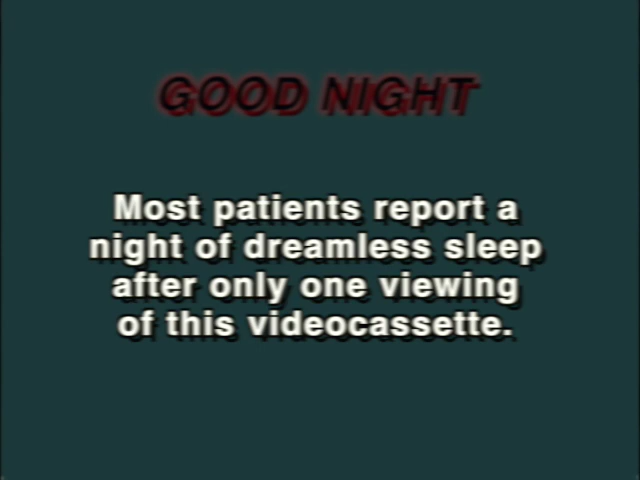 GOOD NIGHT
Most patients report a
night of dreamless sleep
after only one viewing
of this videocassette.